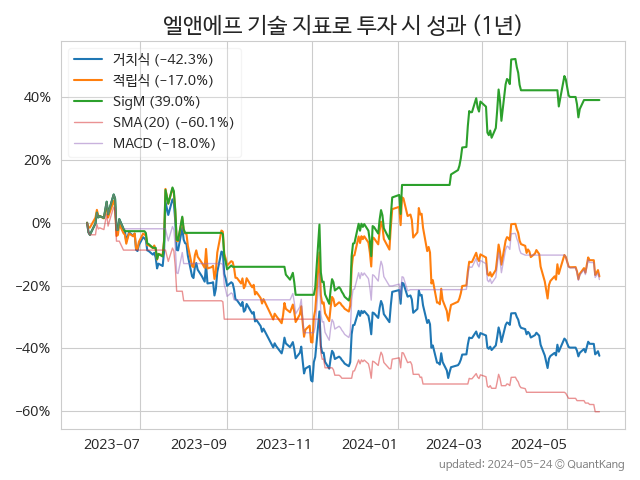 엘앤에프 기술 지표로 투자 시 성과 (1년)
거치식 (−42.3%)
적립식 (−17.0%)
SigM (39.0%)
SMA(20) (−60.1%)
MACD (−18.0%)
40%
20%
0%
−20%
−40%
−60%
2023-07 2023-09 2023-11 2024-01 2024-03 2024-05
updated: 2024-05-24 © QuantKang